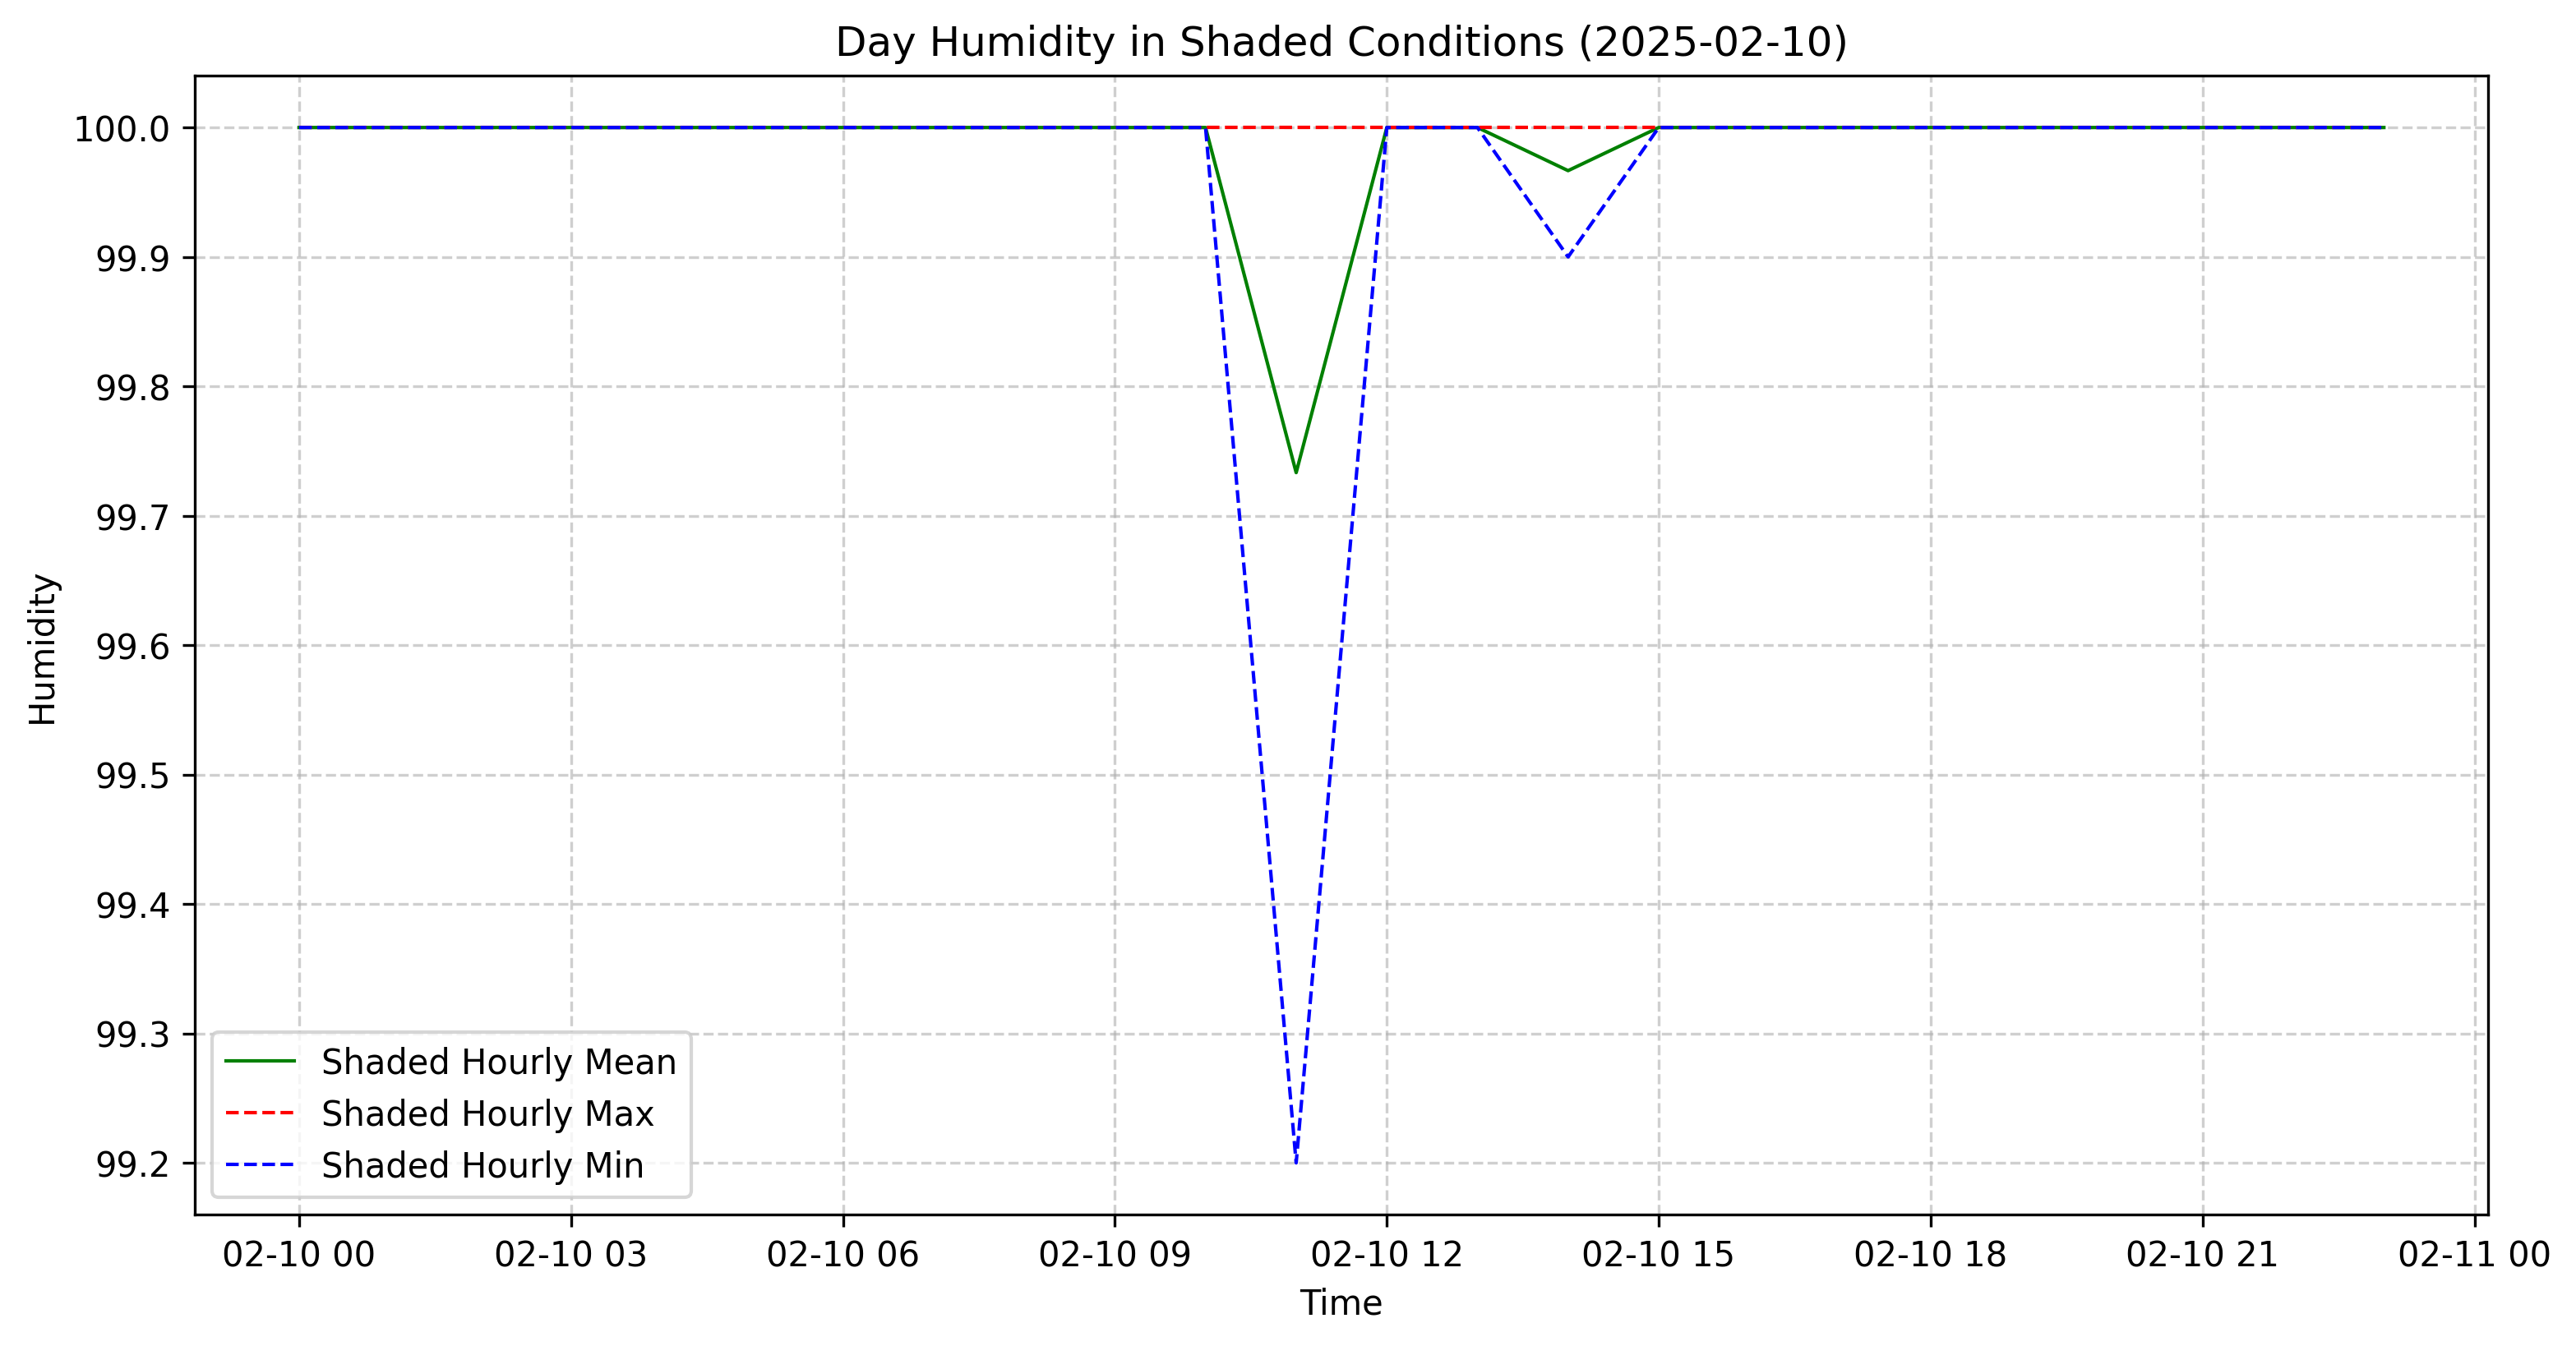 Day Humidity in Shaded Conditions (2025-02-10)
Humidity
100.0
99.9
99.8
99.7
99.6
99.5
99.4
99.3
99.2
Shaded Hourly Mean
Shaded Hourly Max
Shaded Hourly Min
02-10 00 02-10 03 02-10 06 02-10 09 02-10 12 02-10 15 02-10 18 02-10 21 02-11 00
Time